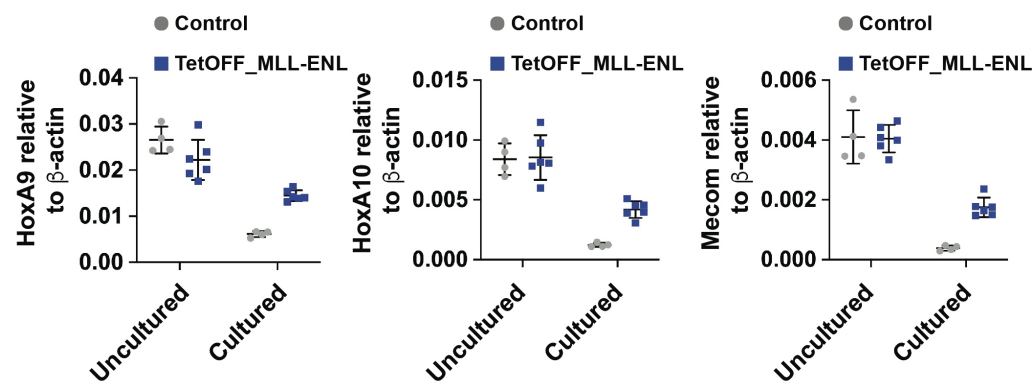 Control
TetOFF_MLL-ENL
HoxA9 relative
to β-actin
0.04
0.03
0.02
0.01
0.00
Uncultured
Cultured
Control
TetOFF_MLL-ENL
HoxA10 relative
to β-actin
0.015
0.010
0.005
0.000
Uncultured
Cultured
Control
TetOFF_MLL-ENL
Mecom relative
to β-actin
0.006
0.004
0.002
0.000
Uncultured
Cultured